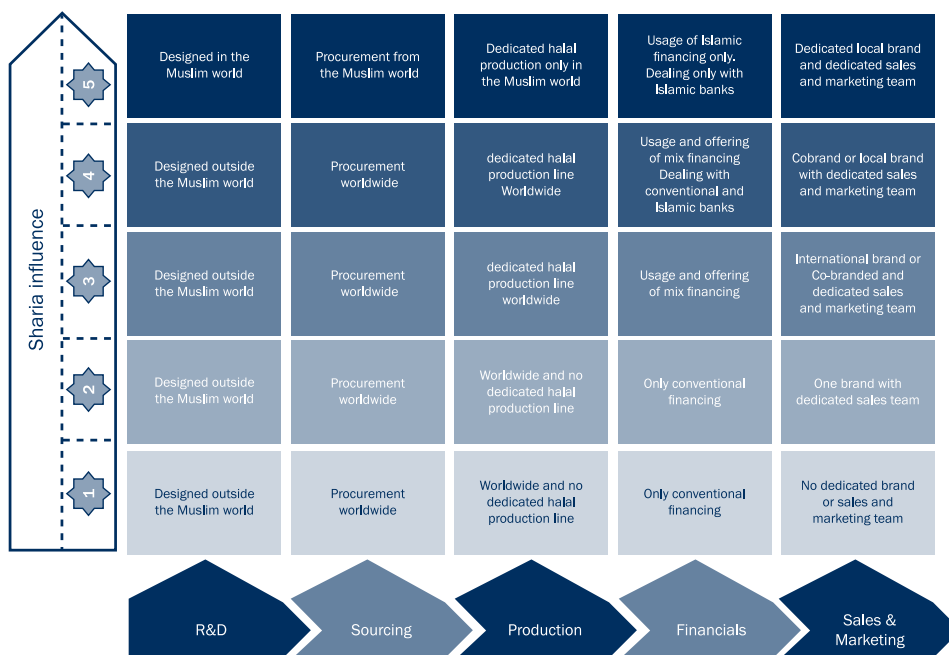 Sharia influence
5
Designed in the
Muslim world
Procurement from
the Muslim world
Dedicated halal
production only in
the Muslim world
Usage of Islamic
financing only.
Dealing only with
Islamic banks
Dedicated local brand
and dedicated sales
and marketing team
4
Designed outside
the Muslim world
Procurement
worldwide
dedicated halal
production line
Worldwide
Usage and offering
of mix financing
Dealing with
conventional and
Islamic banks
Cobrand or local brand
with dedicated sales
and marketing team
3
Designed outside
the Muslim world
Procurement
worldwide
dedicated halal
production line
worldwide
Usage and offering
of mix financing
International brand or
Co-branded and
dedicated sales
and marketing team
2
Designed outside
the Muslim world
Procurement
worldwide
Worldwide and no
dedicated halal
production line
Only conventional
financing
One brand with
dedicated sales team
1
Designed outside
the Muslim world
Procurement
worldwide
Worldwide and no
dedicated halal
production line
Only conventional
financing
No dedicated brand
or sales and
marketing team
R&D
Sourcing
Production
Financials
Sales &
Marketing